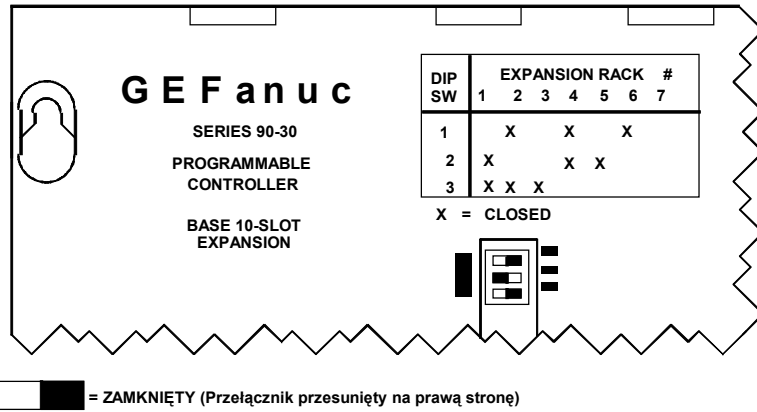 GEFanuc
SERIES 90-30
PROGRAMMABLE
CONTROLLER
BASE 10-SLOT
EXPANSION
DIP SW EXPANSION RACK #
1 2 3 4 5 6 7
1 X X X
2 X X X
3 X X X
X = CLOSED
= ZAMKNIĘTY (Przełącznik przesunięty na prawą stronę)